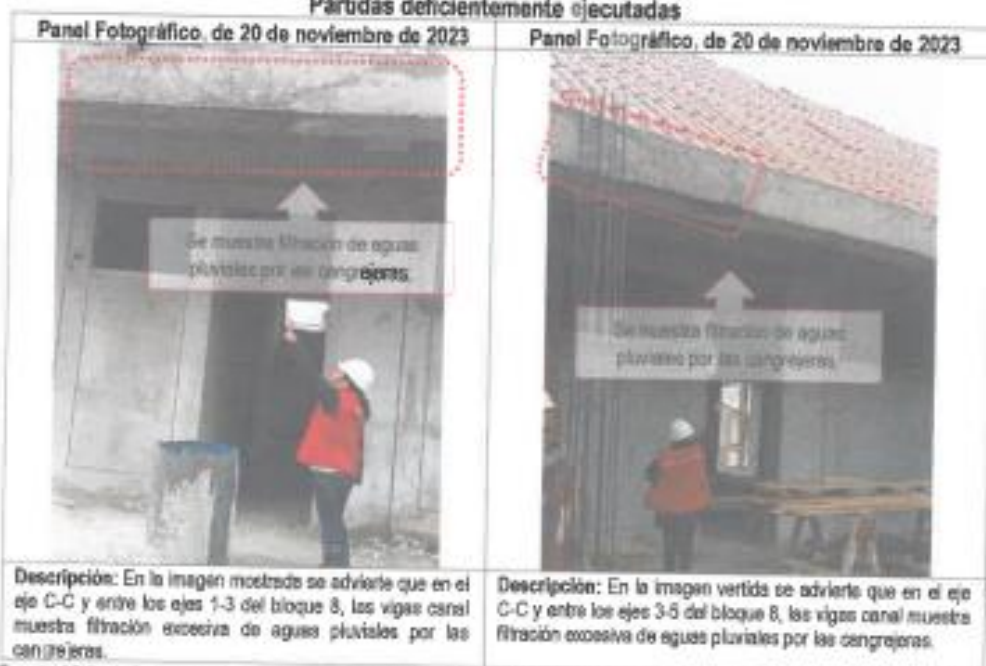 Partidas deficientemente ejecutadas
Panel Fotográfico, de 20 de noviembre de 2023
Panel Fotográfico, de 20 de noviembre de 2023
Se muestra filtración de aguas
pluviales por las cangrejeras.
Se muestra filtración de aguas
pluviales por las cangrejeras.
Descripción: En la imagen mostrada se advierte que en el
eje C-C y entre los ejes 1-3 del bloque 8, las vigas canal
muestra filtración excesiva de aguas pluviales por las
cangrejeras.
Descripción: En la imagen vertida se advierte que en el eje
C-C y entre los ejes 3-5 del bloque 8, las vigas canal muestra
filtración excesiva de aguas pluviales por las cangrejeras.